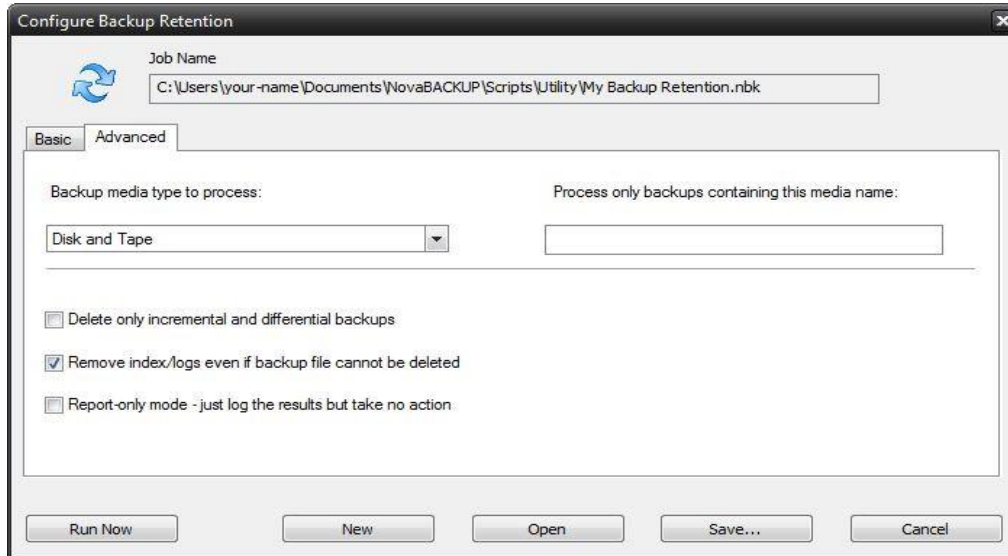 Configure Backup Retention
Job Name
C:\Users\your-name\Documents\NovaBACKUP\Scripts\Utility\My Backup Retention.nbk
Basic
Advanced
Backup media type to process:
Process only backups containing this media name:
Disk and Tape
Delete only incremental and differential backups
Remove index/logs even if backup file cannot be deleted
Report-only mode - just log the results but take no action
Run Now
New
Open
Save...
Cancel